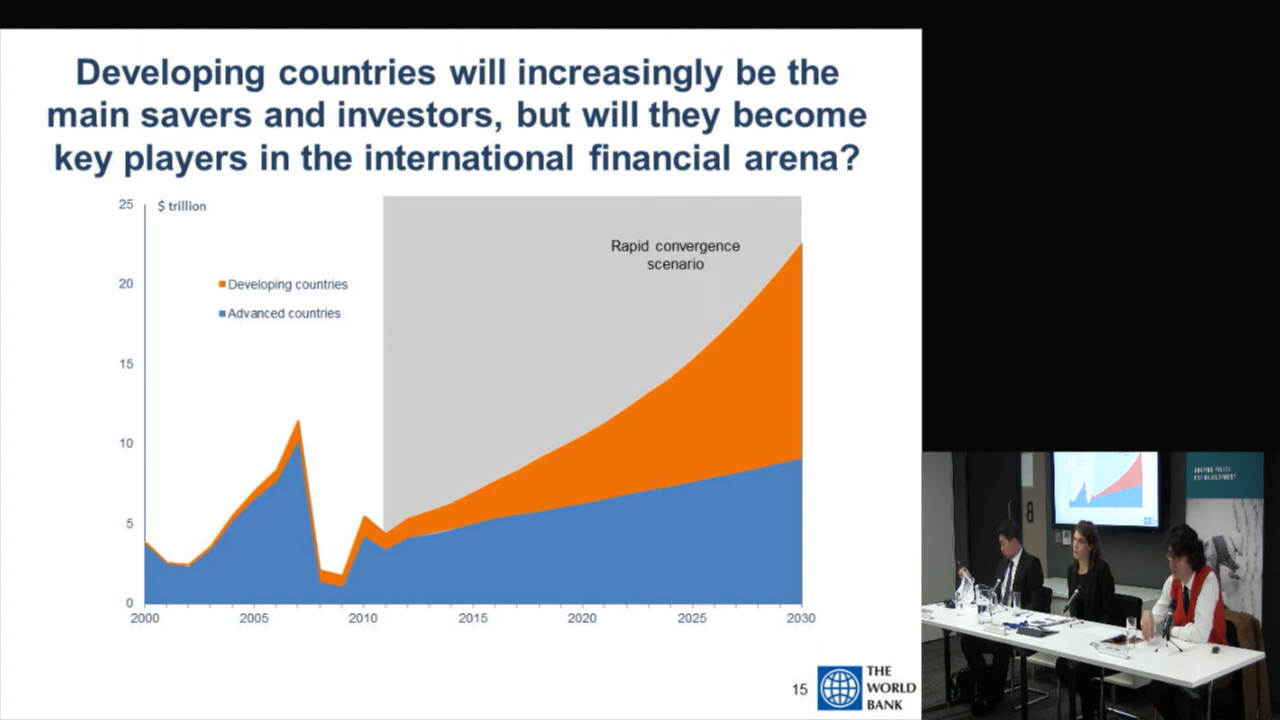 Developing countries will increasingly be the
main savers and investors, but will they become
key players in the international financial arena?
$ trillion
25
20
15
10
5
0
Rapid convergence
scenario
Developing countries
Advanced countries
2000 2005 2010 2015 2020 2025 2030
15
THE
WORLD
BANK